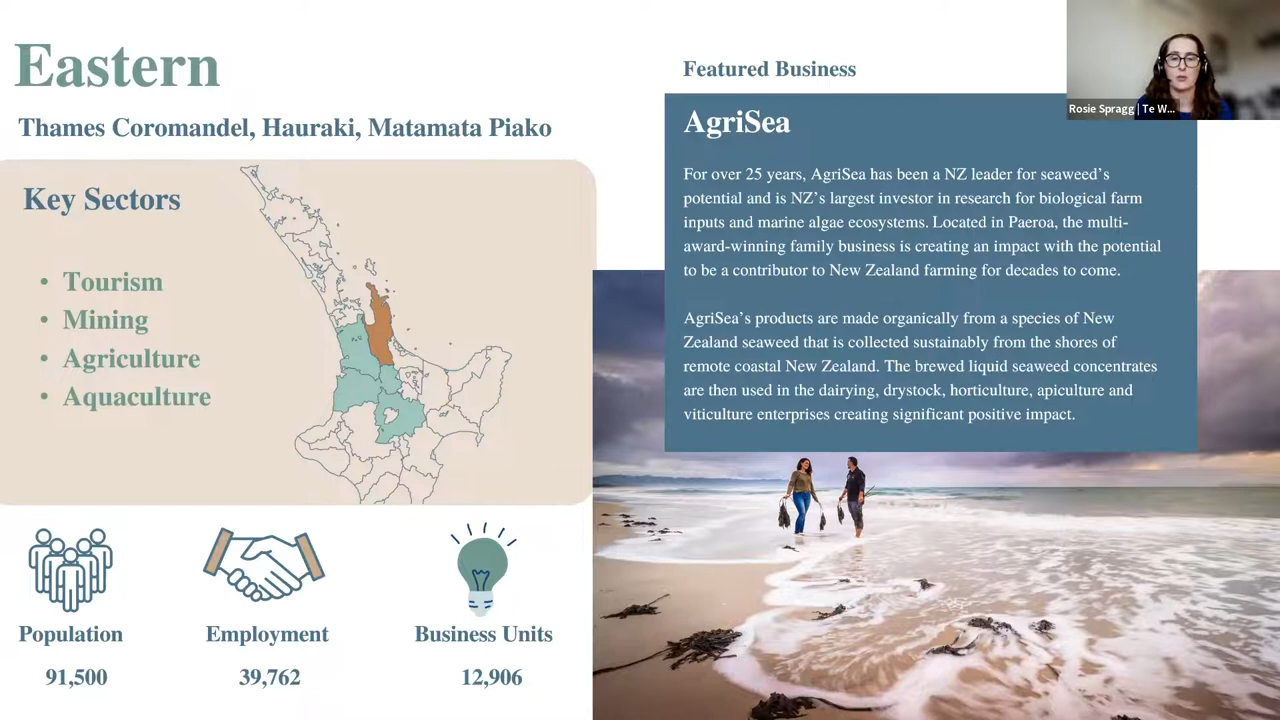 Eastern
Thames Coromandel, Hauraki, Matamata Piako
Key Sectors
• Tourism
• Mining
• Agriculture
• Aquaculture
Population
91,500
Employment
39,762
Business Units
12,906
Featured Business
AgriSea
For over 25 years, AgriSea has been a NZ leader for seaweed's
potential and is NZ's largest investor in research for biological farm
inputs and marine algae ecosystems. Located in Paeroa, the multi-
award-winning family business is creating an impact with the potential
to be a contributor to New Zealand farming for decades to come.
AgriSea's products are made organically from a species of New
Zealand seaweed that is collected sustainably from the shores of
remote coastal New Zealand. The brewed liquid seaweed concentrates
are then used in the dairying, drystock, horticulture, apiculture and
viticulture enterprises creating significant positive impact.
Rosie Spragg | Te W...